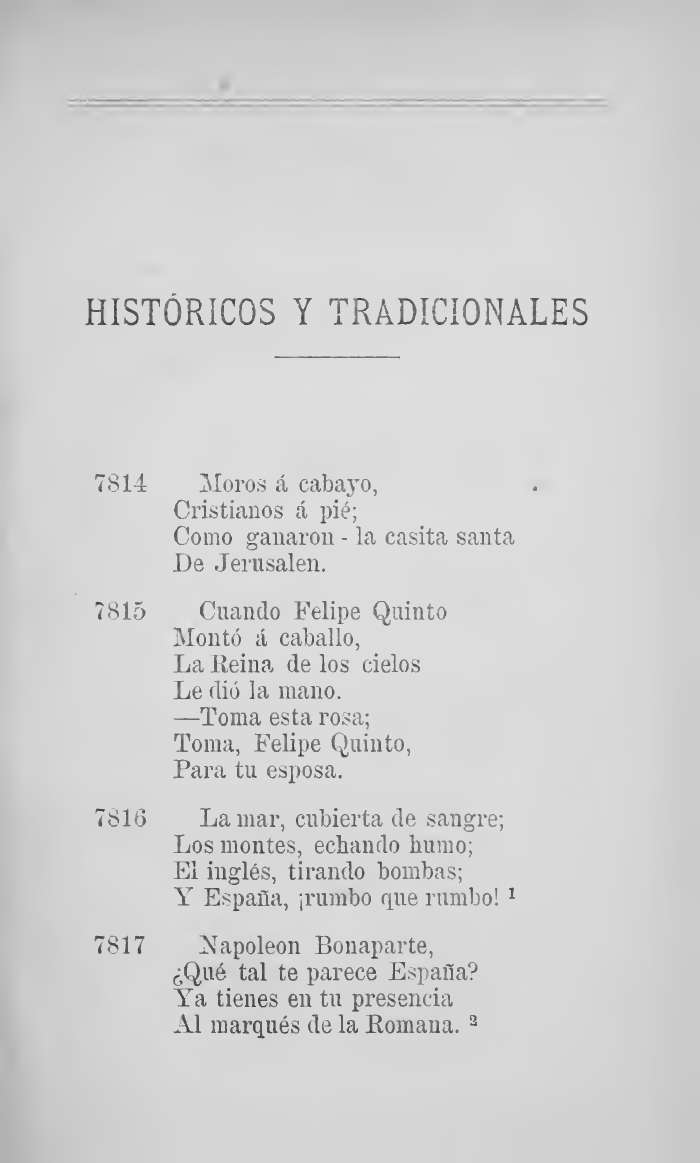 HISTÓRICOS Y TRADICIONALES
7814 Moros á cabayo,
Cristianos á pié;
Como ganaron - la casita santa
De Jerusalen.
7815 Cuando Felipe Quinto
Montó á caballo,
La Reina de los cielos
Le dió la mano.
—Toma esta rosa;
Toma, Felipe Quinto,
Para tu esposa.
7816 La mar, cubierta de sangre;
Los montes, echando humo;
El inglés, tirando bombas;
Y España, ¡rumbo que rumbo! ¹
7817 Napoleon Bonaparte,
¿Qué tal te parece España?
Ya tienes en tu presencia
Al marqués de la Romana. ²